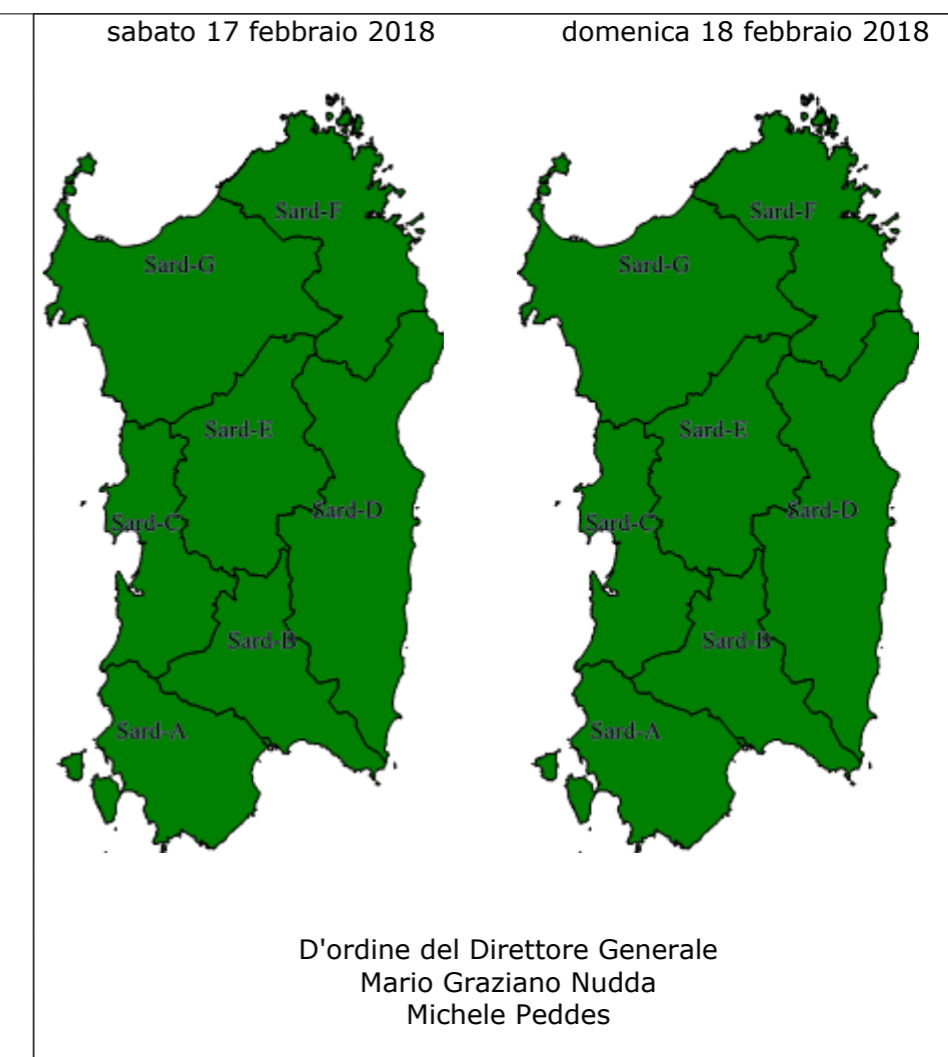 sabato 17 febbraio 2018
domenica 18 febbraio 2018
Sard-F
Sard-G
Sard-E
Sard-D
Sard-C
Sard-B
Sard-A
Sard-F
Sard-G
Sard-E
Sard-D
Sard-C
Sard-B
Sard-A
D'ordine del Direttore Generale
Mario Graziano Nudda
Michele Peddes